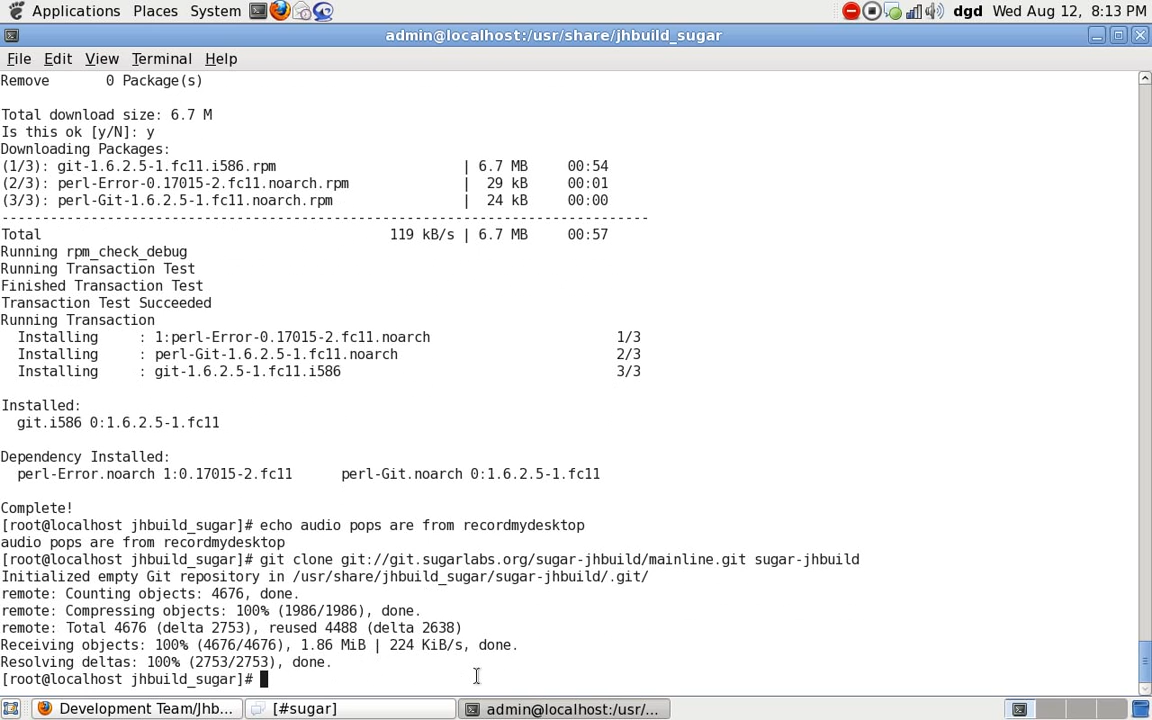 Applications Places System dgd Wed Aug 12, 8:13 PM
admin@localhost:/usr/share/jhbuild_sugar
File Edit View Terminal Help
Remove 0 Package(s)
Total download size: 6.7 M
Is this ok [y/N]: y
Downloading Packages:
(1/3): git-1.6.2.5-1.fc11.i586.rpm | 6.7 MB 00:54
(2/3): perl-Error-0.17015-2.fc11.noarch.rpm | 29 kB 00:01
(3/3): perl-Git-1.6.2.5-1.fc11.noarch.rpm | 24 kB 00:00
--------------------------------------------------------------------------------
Total 119 kB/s | 6.7 MB 00:57
Running rpm_check_debug
Running Transaction Test
Finished Transaction Test
Transaction Test Succeeded
Running Transaction
Installing : 1:perl-Error-0.17015-2.fc11.noarch 1/3
Installing : perl-Git-1.6.2.5-1.fc11.noarch 2/3
Installing : git-1.6.2.5-1.fc11.i586 3/3
Installed:
git.i586 0:1.6.2.5-1.fc11
Dependency Installed:
perl-Error.noarch 1:0.17015-2.fc11 perl-Git.noarch 0:1.6.2.5-1.fc11
Complete!
[root@localhost jhbuild_sugar]# echo audio pops are from recordmydesktop
audio pops are from recordmydesktop
[root@localhost jhbuild_sugar]# git clone git://git.sugarlabs.org/sugar-jhbuild/mainline.git sugar-jhbuild
Initialized empty Git repository in /usr/share/jhbuild_sugar/sugar-jhbuild/.git/
remote: Counting objects: 4676, done.
remote: Compressing objects: 100% (1986/1986), done.
remote: Total 4676 (delta 2753), reused 4488 (delta 2638)
Receiving objects: 100% (4676/4676), 1.86 MiB | 224 KiB/s, done.
Resolving deltas: 100% (2753/2753), done.
[root@localhost jhbuild_sugar]#
Development Team/Jhb... [#sugar] admin@localhost:/usr/...